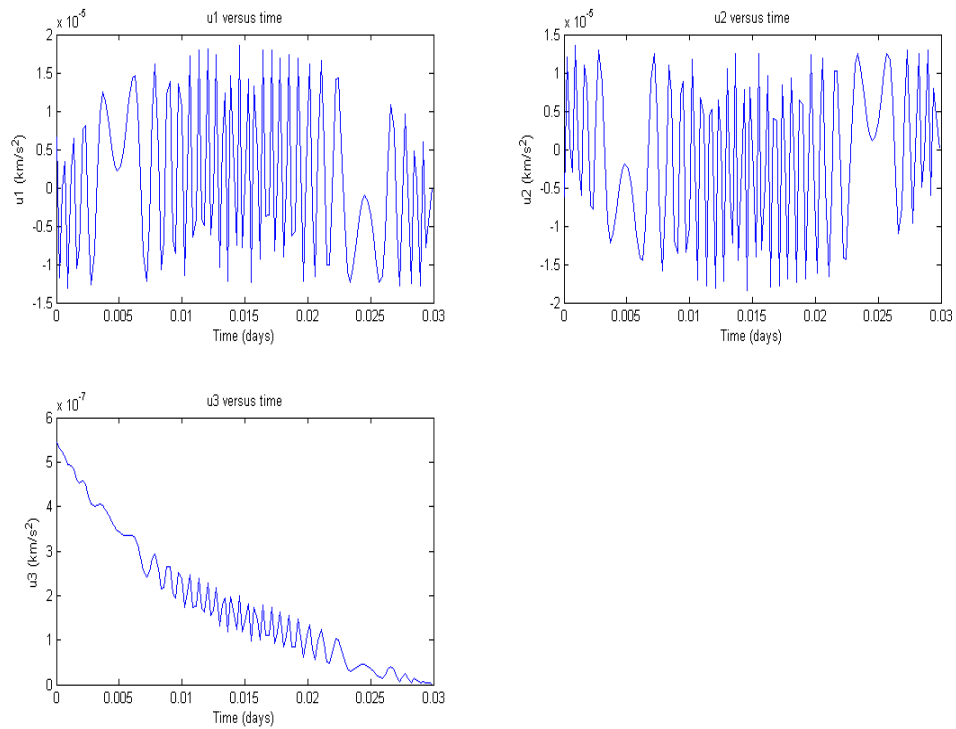 u1 versus time
x 10^-5
2
1.5
1
0.5
0
-0.5
-1
-1.5
u1 (km/s^2)
0 0.005 0.01 0.015 0.02 0.025 0.03
Time (days)
u2 versus time
x 10^-5
1.5
1
0.5
0
-0.5
-1
-1.5
-2
u2 (km/s^2)
0 0.005 0.01 0.015 0.02 0.025 0.03
Time (days)
u3 versus time
x 10^-7
6
5
4
3
2
1
0
u3 (km/s^2)
0 0.005 0.01 0.015 0.02 0.025 0.03
Time (days)